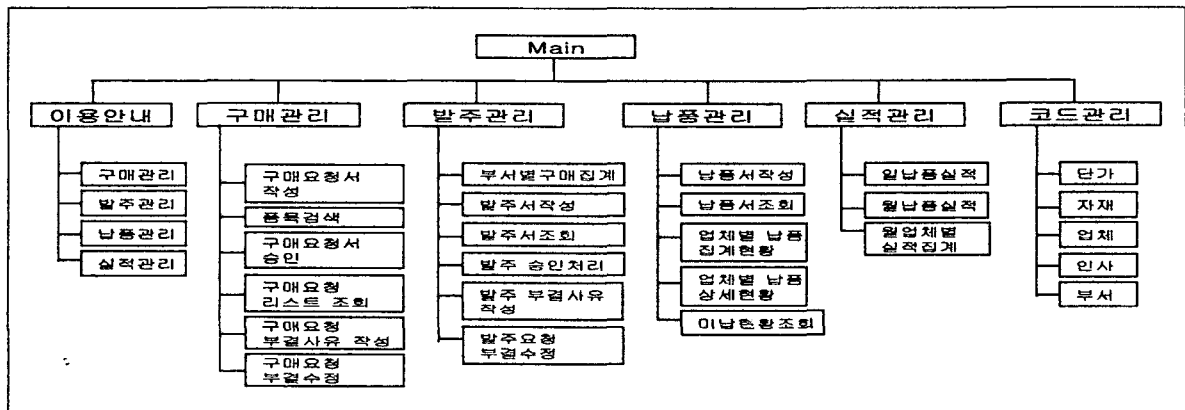 Main
이용안내
구매관리
발주관리
납품관리
실적관리
코드관리
구매관리
발주관리
납품관리
실적관리
구매요청서
작성
품목검색
구매요청서
승인
구매요청
리스트 조회
구매요청
부결사유 작성
구매요청
부결수정
부서별구매집계
발주서작성
발주서조회
발주 승인처리
발주 부결사유
작성
발주요청
부결수정
납품서작성
납품서조회
업체별 납품
집계현황
업체별 납품
상세현황
미납현황조회
일납품실적
월납품실적
월업체별
실적집계
단가
자재
업체
인사
부서